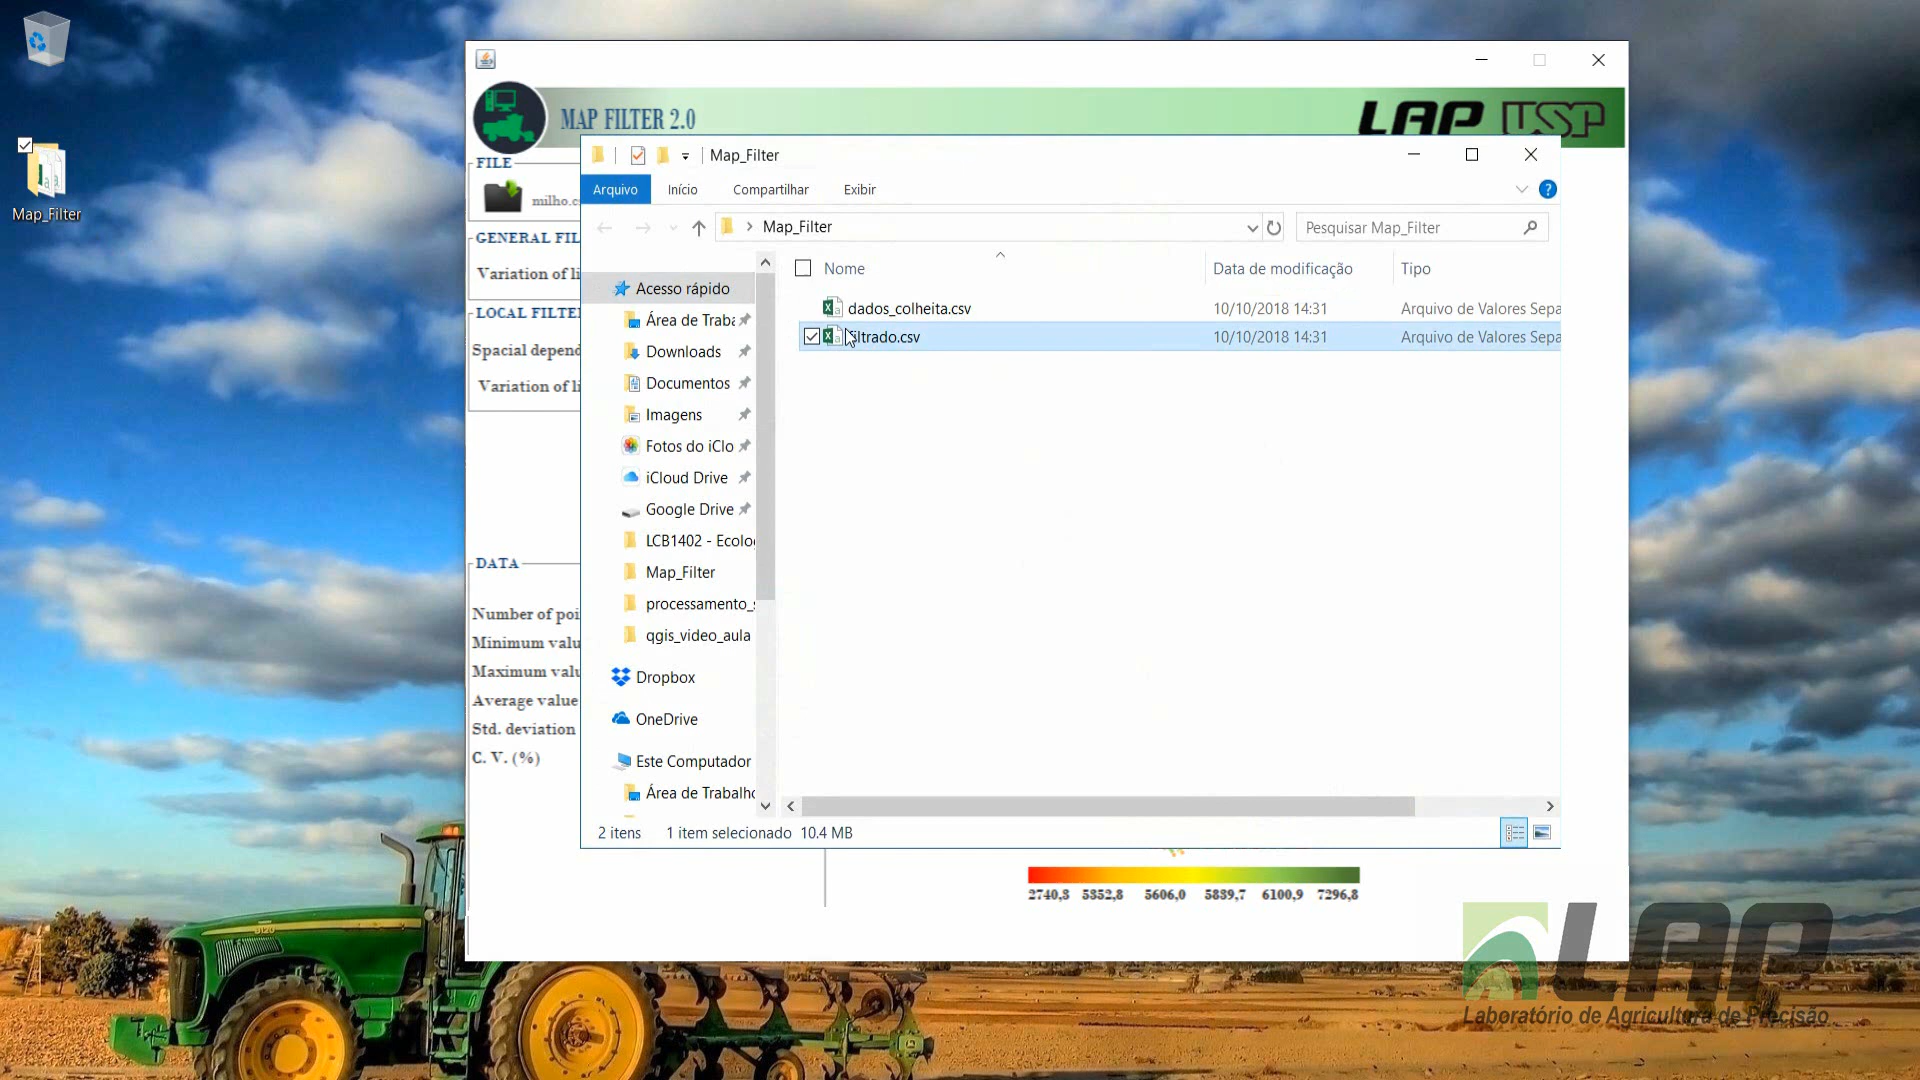 Map_Filter
MAP FILTER 2.0
LAP USP
FILE
milho.c
GENERAL FIL
Variation of li
LOCAL FILTE
Spacial depend
Variation of li
DATA
Number of poi
Minimum valu
Maximum valu
Average value
Std. deviation
C. V. (%)
Map_Filter
Arquivo
Início
Compartilhar
Exibir
Map_Filter
Pesquisar Map_Filter
Nome
Data de modificação
Tipo
dados_colheita.csv
10/10/2018 14:31
Arquivo de Valores Sepa
iltrado.csv
10/10/2018 14:31
Arquivo de Valores Sepa
Acesso rápido
Área de Traba
Downloads
Documentos
Imagens
Fotos do iClo
iCloud Drive
Google Drive
LCB1402 - Ecolo
Map_Filter
processamento_s
qgis_video_aula
Dropbox
OneDrive
Este Computador
Área de Trabalho
2 itens
1 item selecionado 10.4 MB
2740,3 5352,8 5606,0 5839,7 6100,9 7296,8
LAP
Laboratório de Agricultura de Precisão
8120